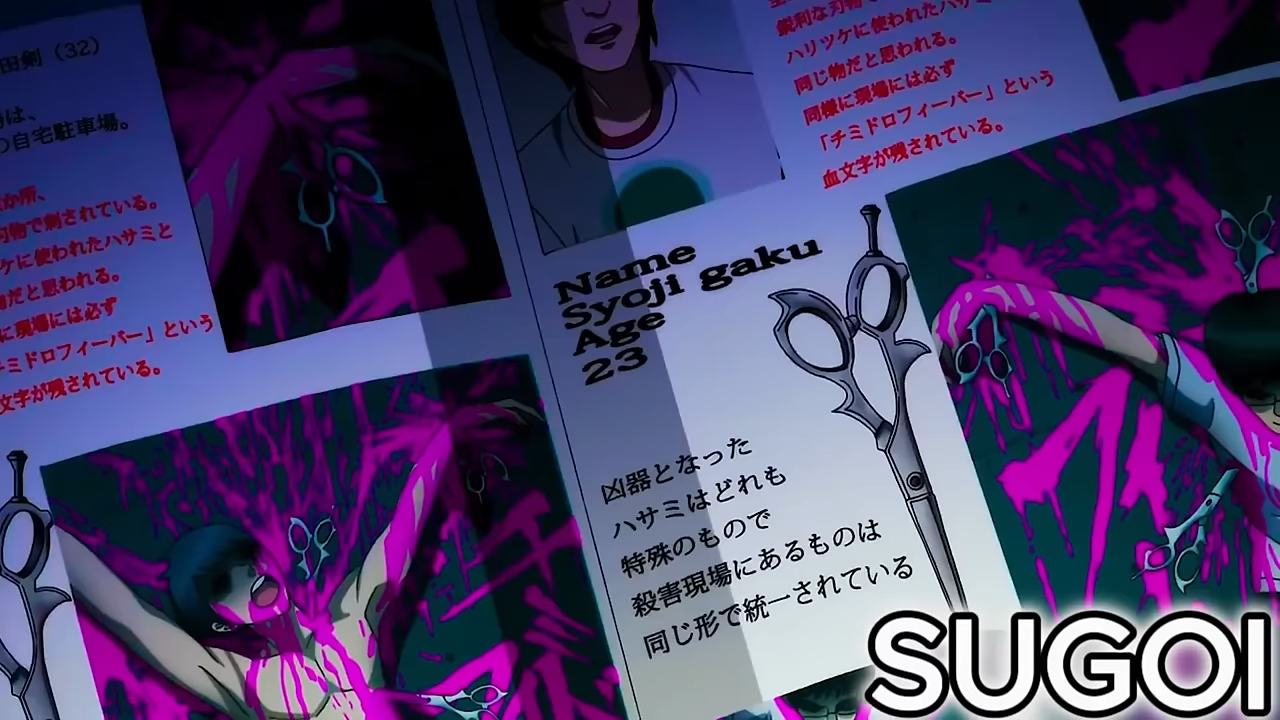 田剣（32）
は、
の自宅駐車場。
か所、
刃物で刺されている。
ケに使われたハサミと
物だと思われる。
に現場には必ず
チミドロフィーバー」という
文字が残されている。
鋭利な刃物で
ハリツケに使われたハサミ
同じ物だと思われる。
同様に現場には必ず
「チミドロフィーバー」という
血文字が残されている。
Name
Syoji gaku
Age
23
凶器となった
ハサミはどれも
特殊のもので
殺害現場にあるものは
同じ形で統一されている
SUGOI